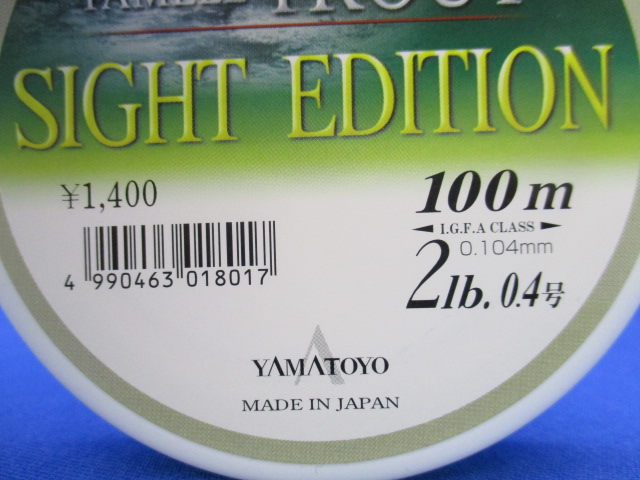 SIGHT EDITION
¥1,400
100m
I.G.F.A CLASS
0.104mm
2lb. 0.4号
4 990463 018017
YAMATOYO
MADE IN JAPAN